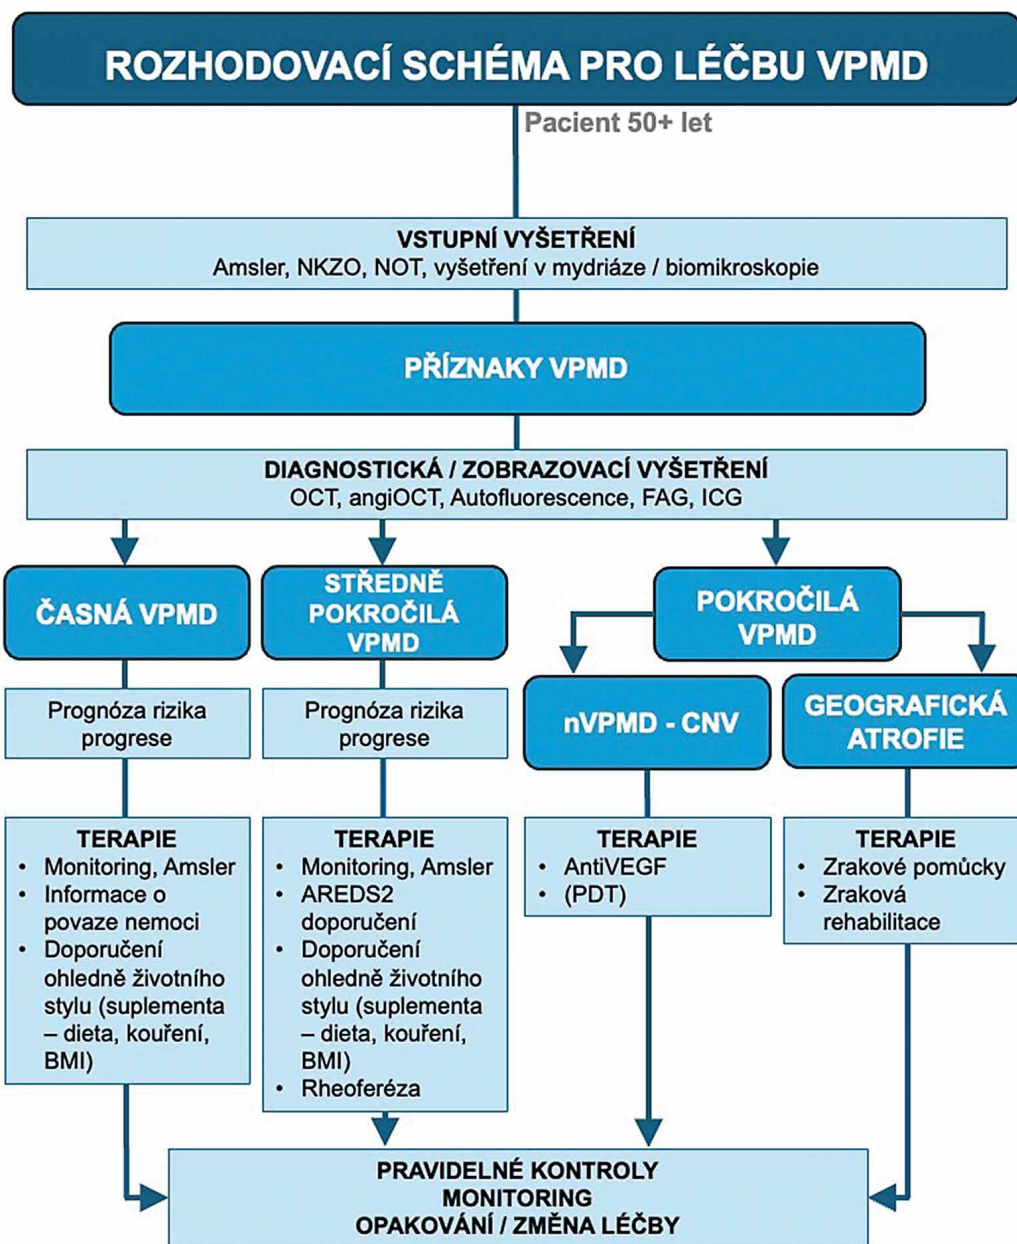 ROZHODOVACÍ SCHÉMA PRO LÉČBU VPMD
Pacient 50+ let
VSTUPNÍ VYŠETŘENÍ
Amsler, NKZO, NOT, vyšetření v mydriáze / biomikroskopie
PŘÍZNAKY VPMD
DIAGNOSTICKÁ / ZOBRAZOVACÍ VYŠETŘENÍ
OCT, angiOCT, Autofluorescence, FAG, ICG
ČASNÁ VPMD
Prognóza rizika
progrese
TERAPIE
• Monitoring, Amsler
• Informace o
povaze nemoci
• Doporučení
ohledně životního
stylu (suplementa
– dieta, kouření,
BMI)
STŘEDNĚ
POKROČILÁ
VPMD
Prognóza rizika
progrese
TERAPIE
• Monitoring, Amsler
• AREDS2
doporučení
• Doporučení
ohledně životního
stylu (suplementa
– dieta, kouření,
BMI)
• Rheoferéza
POKROČILÁ
VPMD
nVPMD - CNV
TERAPIE
• AntiVEGF
• (PDT)
GEOGRAFICKÁ
ATROFIE
TERAPIE
• Zrakové pomůcky
• Zraková
rehabilitace
PRAVIDELNÉ KONTROLY
MONITORING
OPAKOVÁNÍ / ZMĚNA LÉČBY